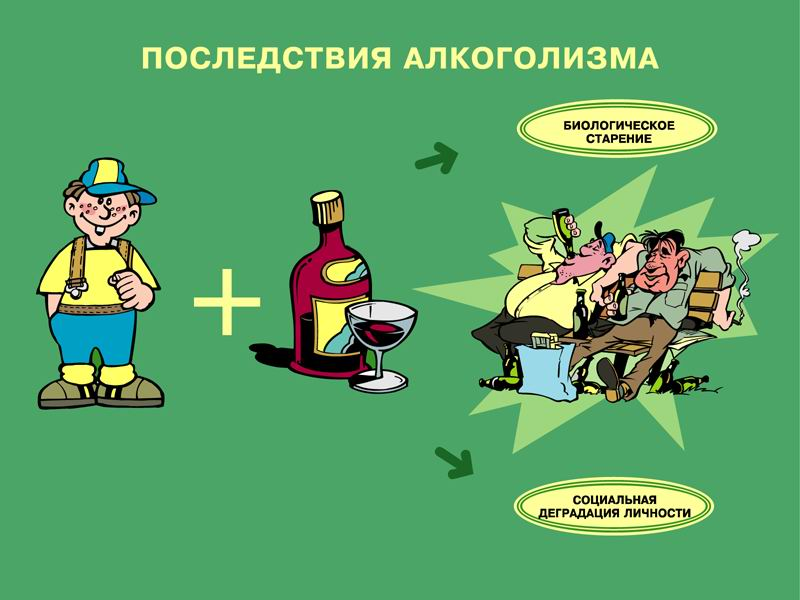 ПОСЛЕДСТВИЯ АЛКОГОЛИЗМА
БИОЛОГИЧЕСКОЕ
СТАРЕНИЕ
СОЦИАЛЬНАЯ
ДЕГРАДАЦИЯ ЛИЧНОСТИ